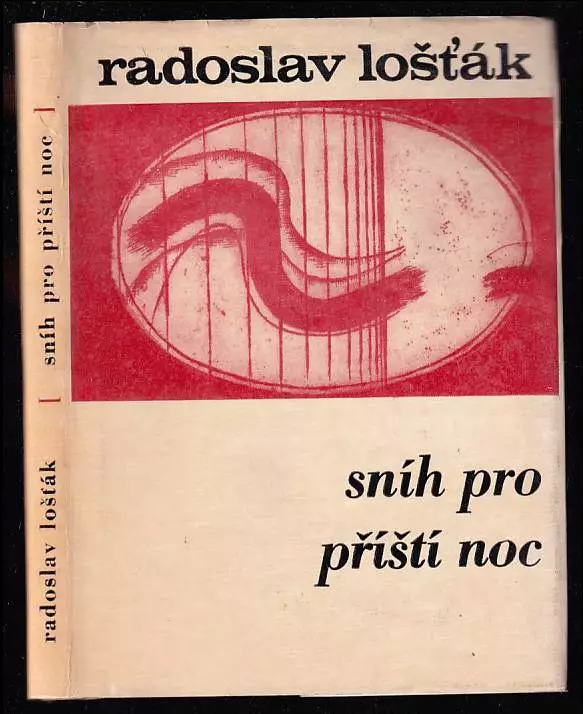 radoslav lošťák
sníh pro
příští noc
radoslav lošťák [ sníh pro příští noc ]